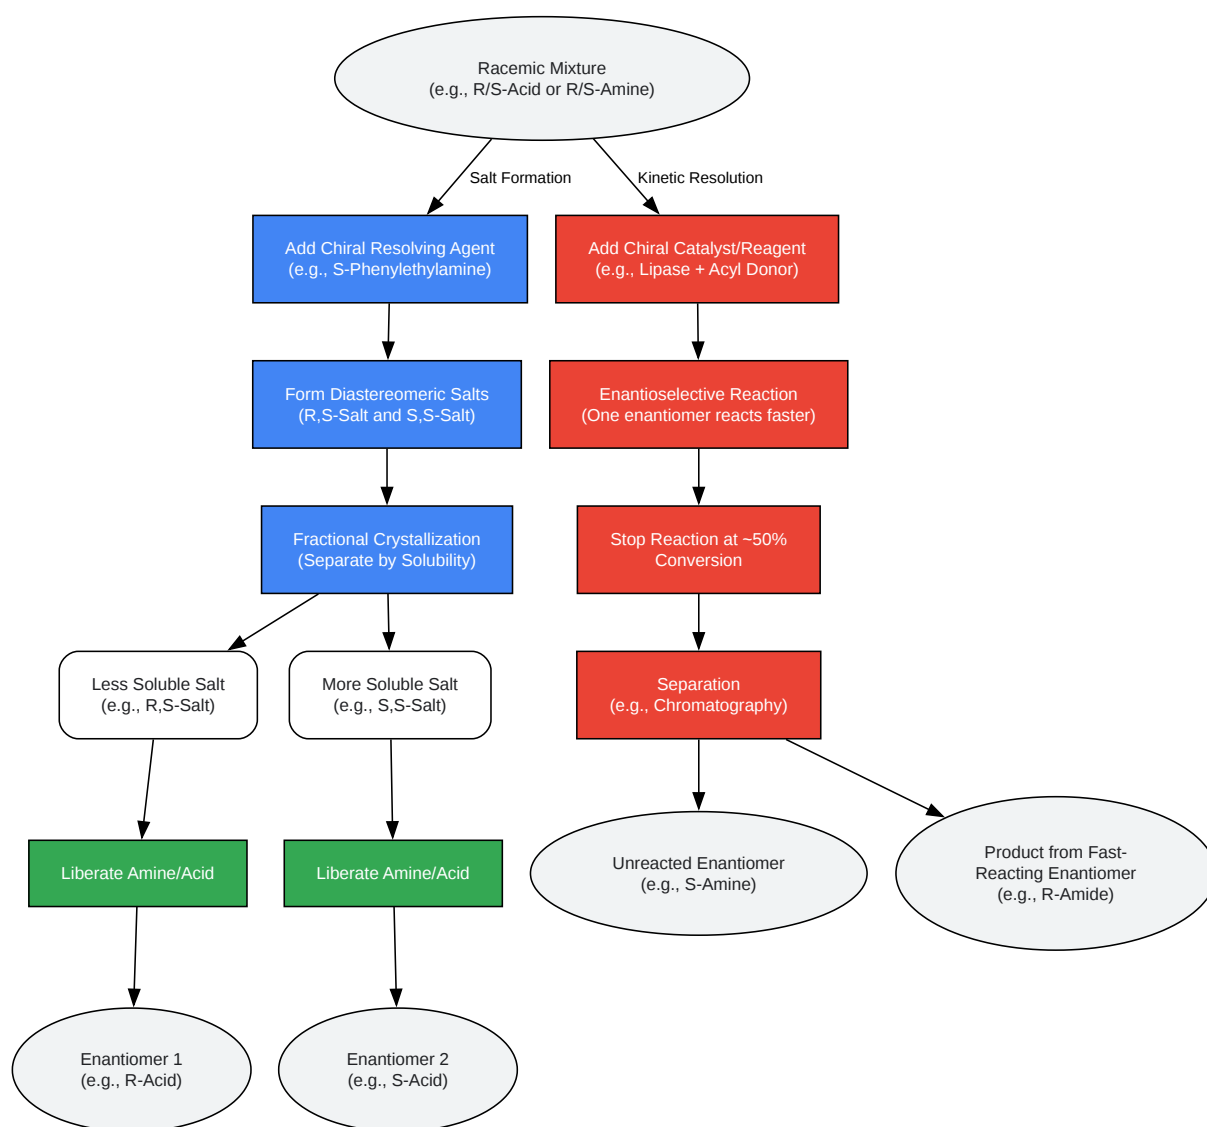 Racemic Mixture
(e.g., R/S-Acid or R/S-Amine)
Salt Formation
Kinetic Resolution
Add Chiral Resolving Agent
(e.g., S-Phenylethylamine)
Add Chiral Catalyst/Reagent
(e.g., Lipase + Acyl Donor)
Form Diastereomeric Salts
(R,S-Salt and S,S-Salt)
Enantioselective Reaction
(One enantiomer reacts faster)
Fractional Crystallization
(Separate by Solubility)
Stop Reaction at ~50%
Conversion
Less Soluble Salt
(e.g., R,S-Salt)
More Soluble Salt
(e.g., S,S-Salt)
Separation
(e.g., Chromatography)
Liberate Amine/Acid
Liberate Amine/Acid
Unreacted Enantiomer
(e.g., S-Amine)
Product from Fast-
Reacting Enantiomer
(e.g., R-Amide)
Enantiomer 1
(e.g., R-Acid)
Enantiomer 2
(e.g., S-Acid)